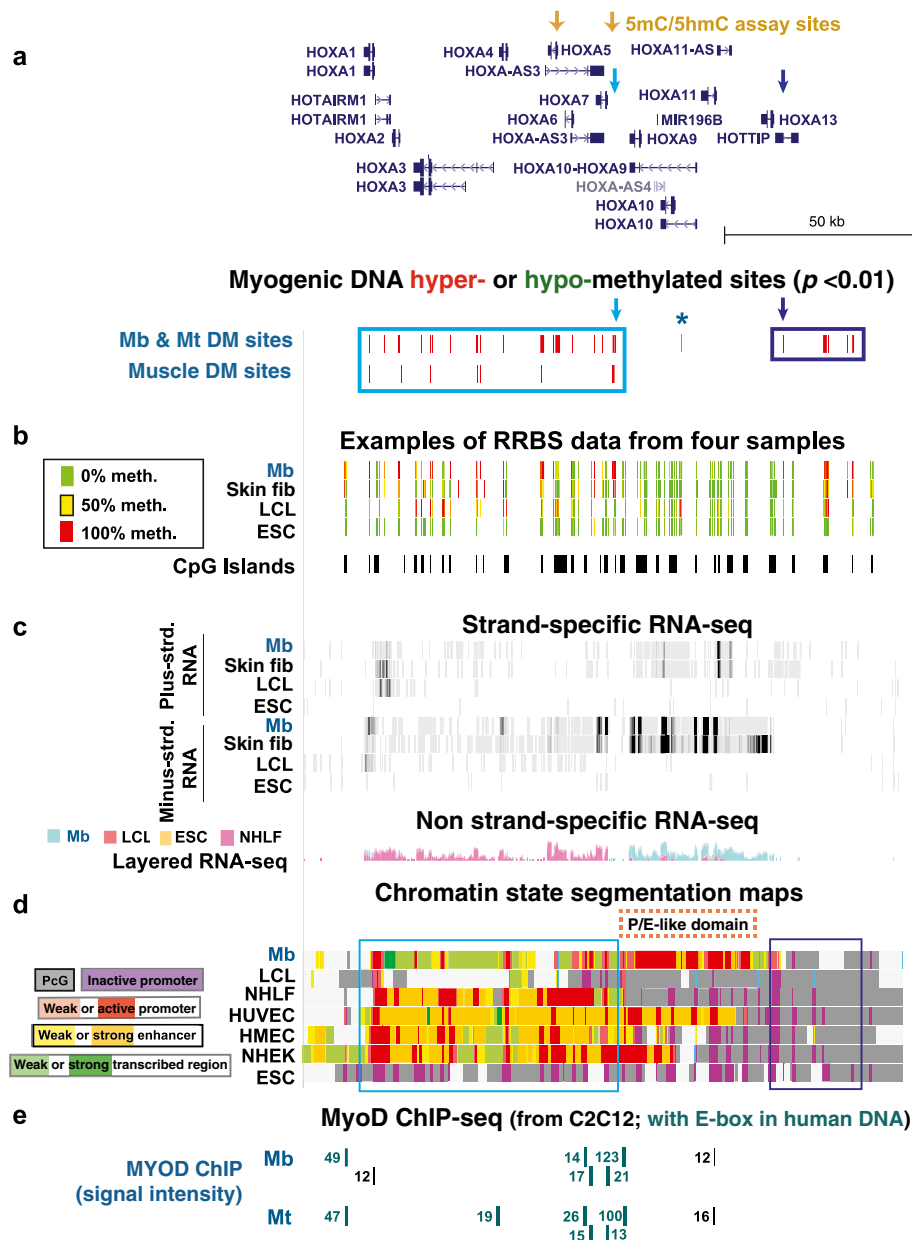 a
5mC/5hmC assay sites
HOXA1 HOXA4 HOXA5 HOXA11-AS
HOXA1 HOXA-AS3
HOTAIRM1 HOXA7 HOXA11
HOTAIRM1 HOXA6 MIR196B HOXA13
HOXA2 HOXA-AS3 HOXA9 HOTTIP
HOXA3 HOXA10-HOXA9
HOXA3 HOXA-AS4
HOXA10
HOXA10
50 kb
Myogenic DNA hyper- or hypo-methylated sites (p <0.01)
*
Mb & Mt DM sites
Muscle DM sites
b
Examples of RRBS data from four samples
0% meth.
50% meth.
100% meth.
Mb
Skin fib
LCL
ESC
CpG Islands
c
Strand-specific RNA-seq
Plus-strd. RNA
Mb
Skin fib
LCL
ESC
Minus-strd. RNA
Mb
Skin fib
LCL
ESC
Non strand-specific RNA-seq
Mb LCL ESC NHLF
Layered RNA-seq
Chromatin state segmentation maps
d
P/E-like domain
PcG Inactive promoter
Weak or active promoter
Weak or strong enhancer
Weak or strong transcribed region
Mb
LCL
NHLF
HUVEC
HMEC
NHEK
ESC
e
MyoD ChIP-seq (from C2C12; with E-box in human DNA)
MYOD ChIP
(signal intensity)
Mb
49 14 123 12
12 17 21
Mt
47 19 26 100 16
15 13